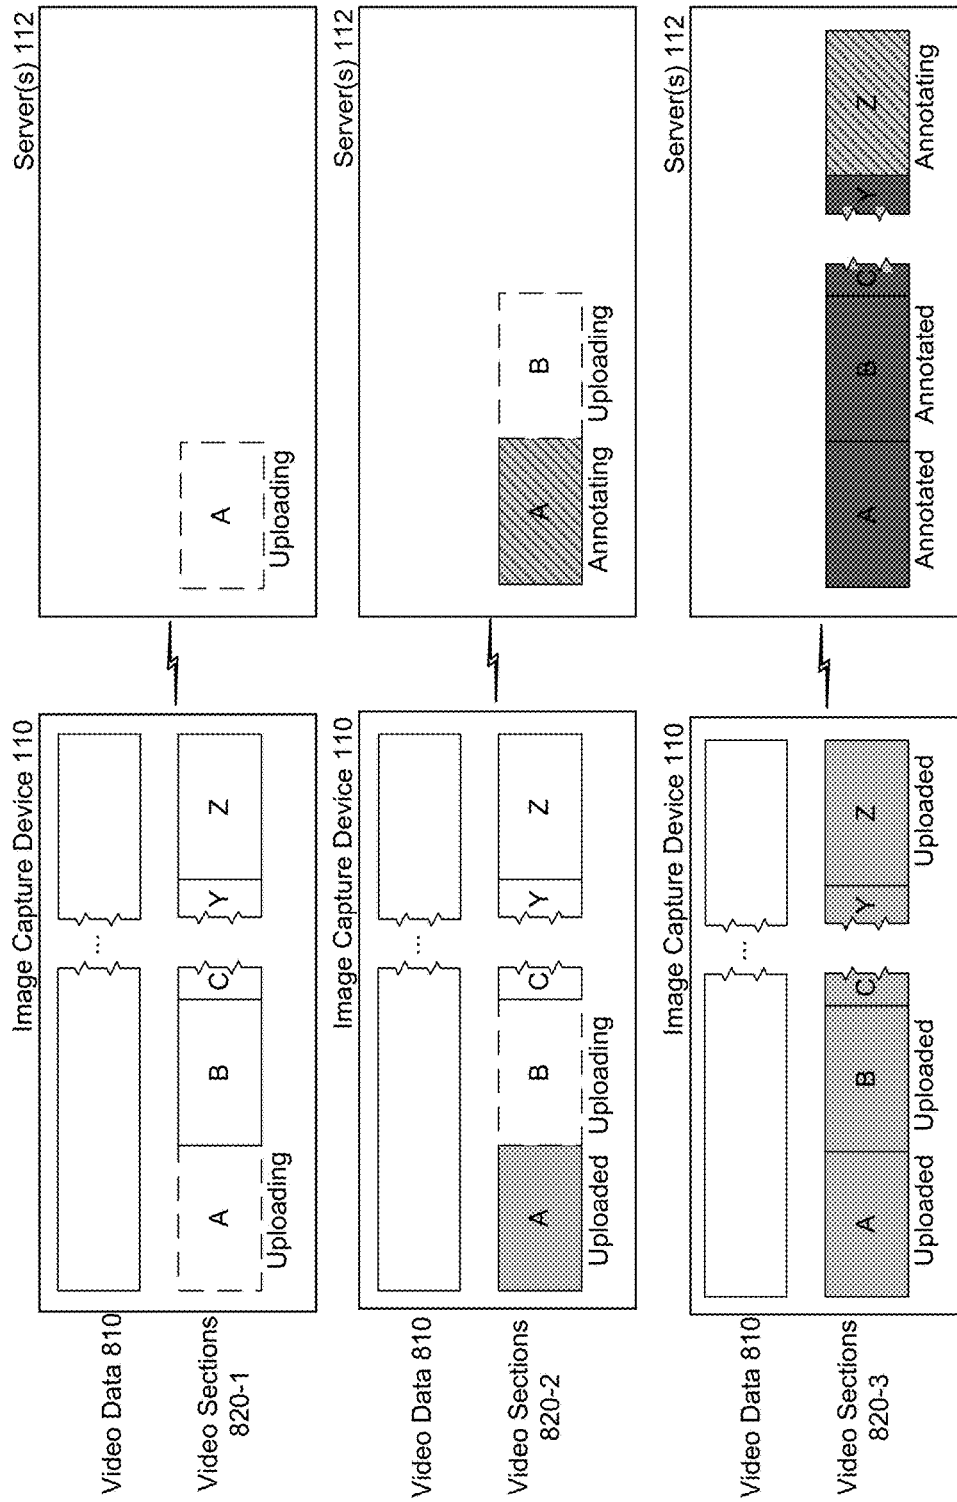 Image Capture Device 110
Server(s) 112
Video Data 810
...
Video Sections
820-1
A B C Y Z
Uploading
A
Uploading
Image Capture Device 110
Server(s) 112
Video Data 810
...
Video Sections
820-2
A B C Y Z
Uploaded Uploading
A B
Annotating Uploading
Image Capture Device 110
Server(s) 112
Video Data 810
...
Video Sections
820-3
A B C Y Z
Uploaded Uploaded Uploaded
A B C Y Z
Annotated Annotated Annotating